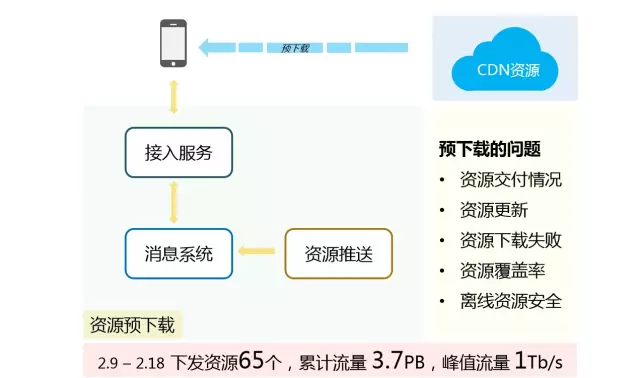 预下载
CDN资源
接入服务
消息系统
资源推送
资源预下载
预下载的问题
• 资源交付情况
• 资源更新
• 资源下载失败
• 资源覆盖率
• 离线资源安全
2.9 – 2.18 下发资源65个，累计流量 3.7PB，峰值流量 1Tb/s